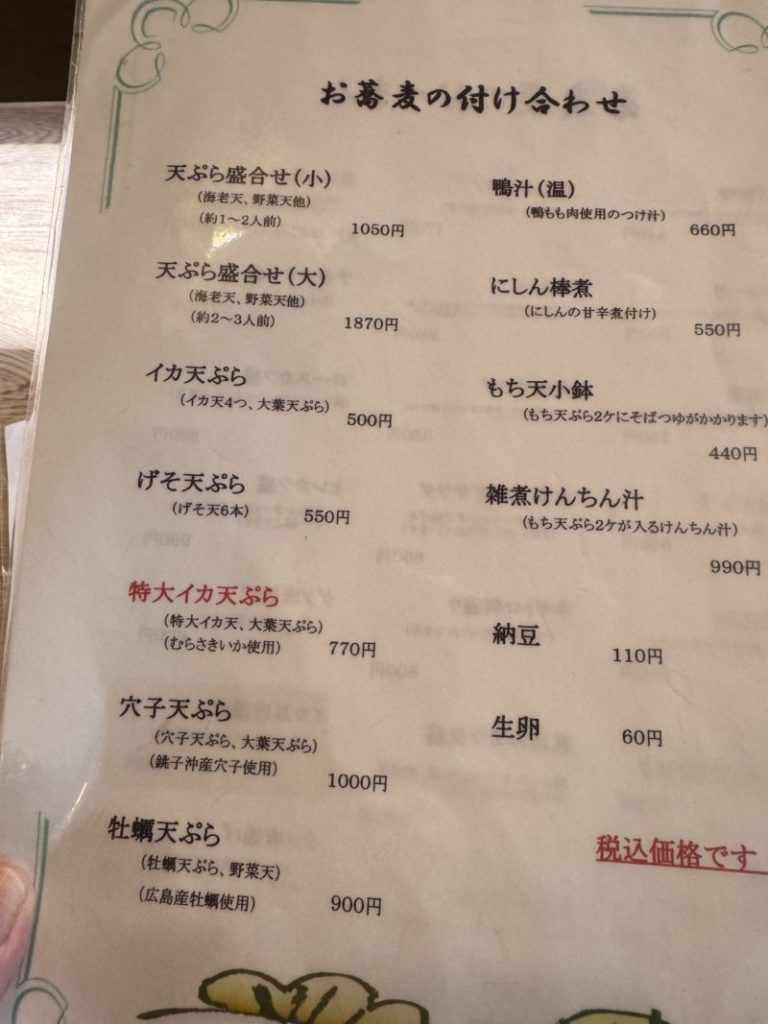 お蕎麦の付け合わせ
天ぷら盛合せ(小)
(海老天、野菜天他)
(約1〜2人前)
1050円
天ぷら盛合せ(大)
(海老天、野菜天他)
(約2〜3人前)
1870円
イカ天ぷら
(イカ天4つ、大葉天ぷら)
500円
げそ天ぷら
(げそ天6本)
550円
特大イカ天ぷら
(特大イカ天、大葉天ぷら)
(むらさきいか使用)
770円
穴子天ぷら
(穴子天ぷら、大葉天ぷら)
(銚子沖産穴子使用)
1000円
牡蠣天ぷら
(牡蠣天ぷら、野菜天)
(広島産牡蠣使用)
900円
鴨汁(温)
(鴨もも肉使用のつけ汁)
660円
にしん棒煮
(にしんの甘辛煮付け)
550円
もち天小鉢
(もち天ぷら2ケにそばつゆがかかります)
440円
雑煮けんちん汁
(もち天ぷら2ケが入るけんちん汁)
990円
納豆
110円
生卵
60円
税込価格です